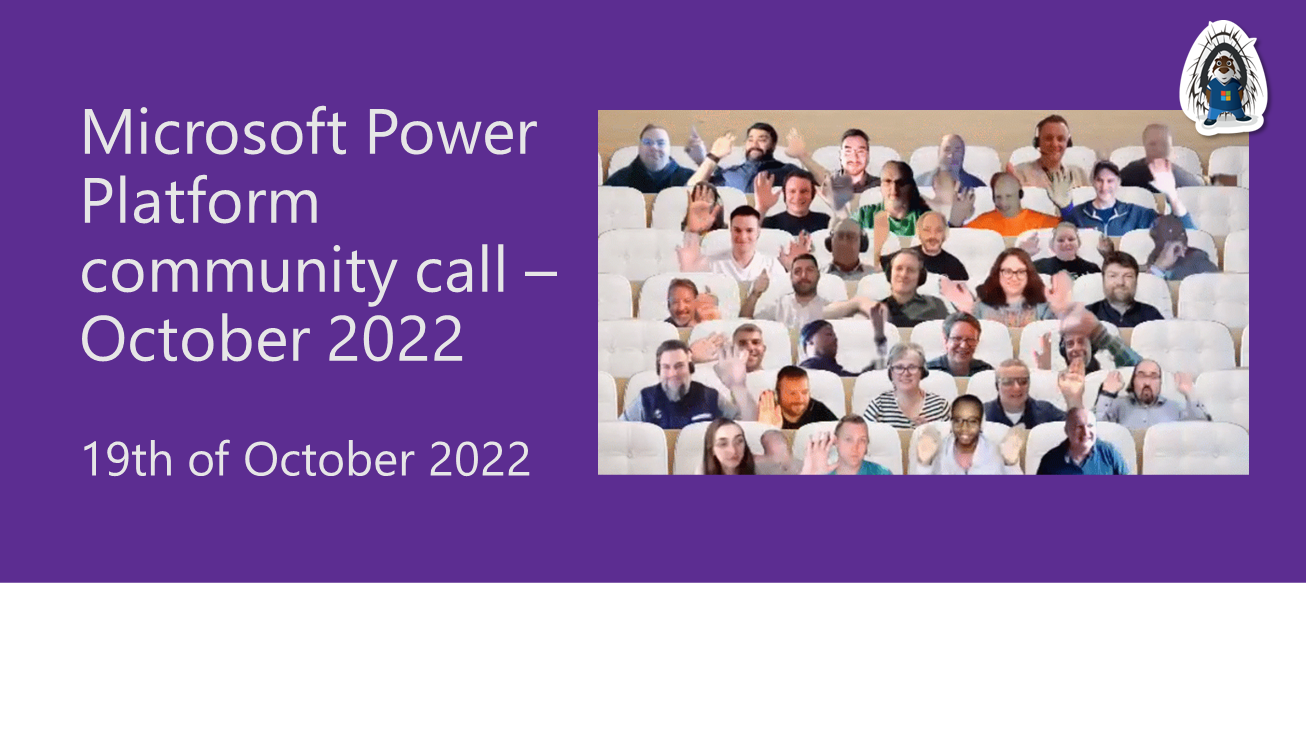 Microsoft Power
Platform
community call –
October 2022
19th of October 2022